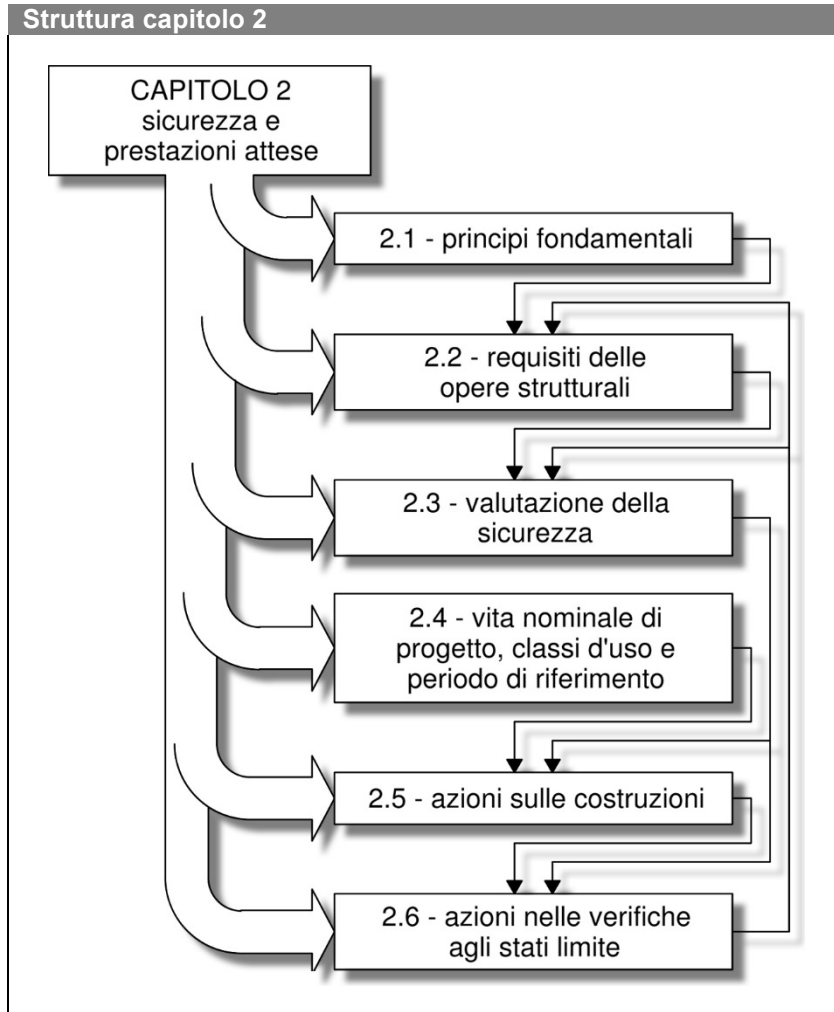 Struttura capitolo 2
CAPITOLO 2
sicurezza e
prestazioni attese
2.1 - principi fondamentali
2.2 - requisiti delle
opere strutturali
2.3 - valutazione della
sicurezza
2.4 - vita nominale di
progetto, classi d'uso e
periodo di riferimento
2.5 - azioni sulle costruzioni
2.6 - azioni nelle verifiche
agli stati limite